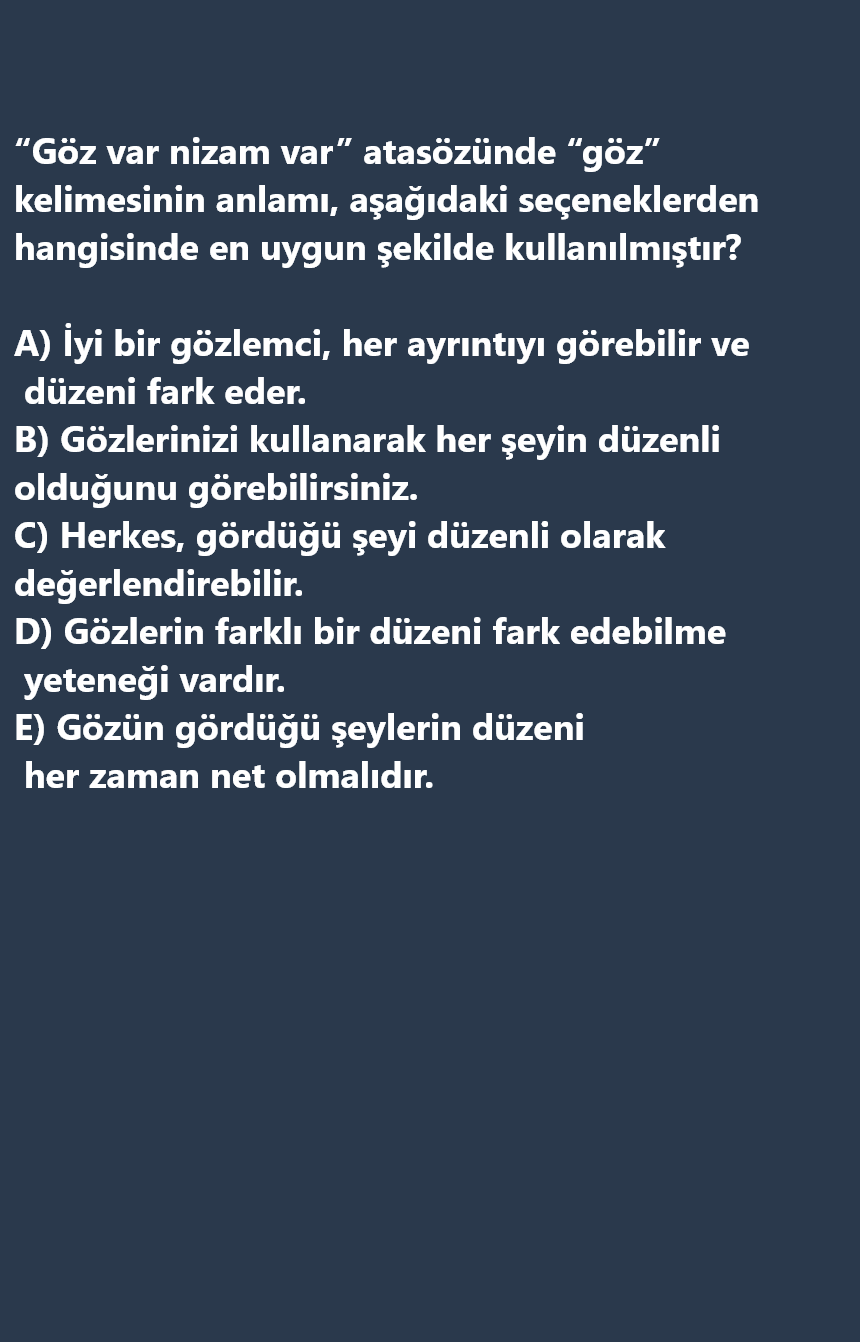 “Göz var nizam var” atasözünde “göz”
kelimesinin anlamı, aşağıdaki seçeneklerden
hangisinde en uygun şekilde kullanılmıştır?
A) İyi bir gözlemci, her ayrıntıyı görebilir ve
düzeni fark eder.
B) Gözlerinizi kullanarak her şeyin düzenli
olduğunu görebilirsiniz.
C) Herkes, gördüğü şeyi düzenli olarak
değerlendirebilir.
D) Gözlerin farklı bir düzeni fark edebilme
yeteneği vardır.
E) Gözün gördüğü şeylerin düzeni
her zaman net olmalıdır.